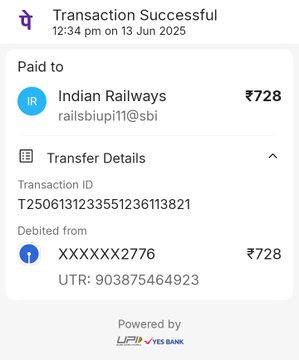 पे
Transaction Successful
12:34 pm on 13 Jun 2025
Paid to
IR
Indian Railways
₹728
railsbiupi11@sbi
Transfer Details
Transaction ID
T2506131233551236113821
Debited from
XXXXXX2776
₹728
UTR: 903875464923
Powered by
UPI YES BANK